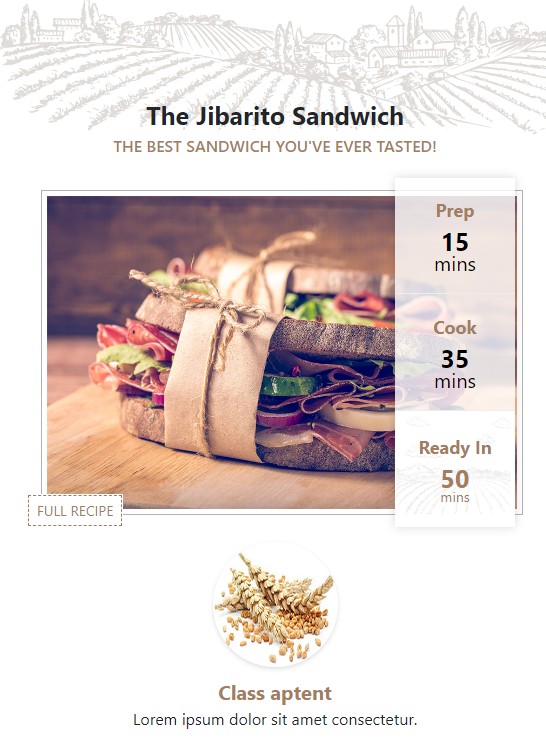 The Jibarito Sandwich
THE BEST SANDWICH YOU'VE EVER TASTED!
Prep
15
mins
Cook
35
mins
Ready In
50
mins
FULL RECIPE
Class aptent
Lorem ipsum dolor sit amet consectetur.